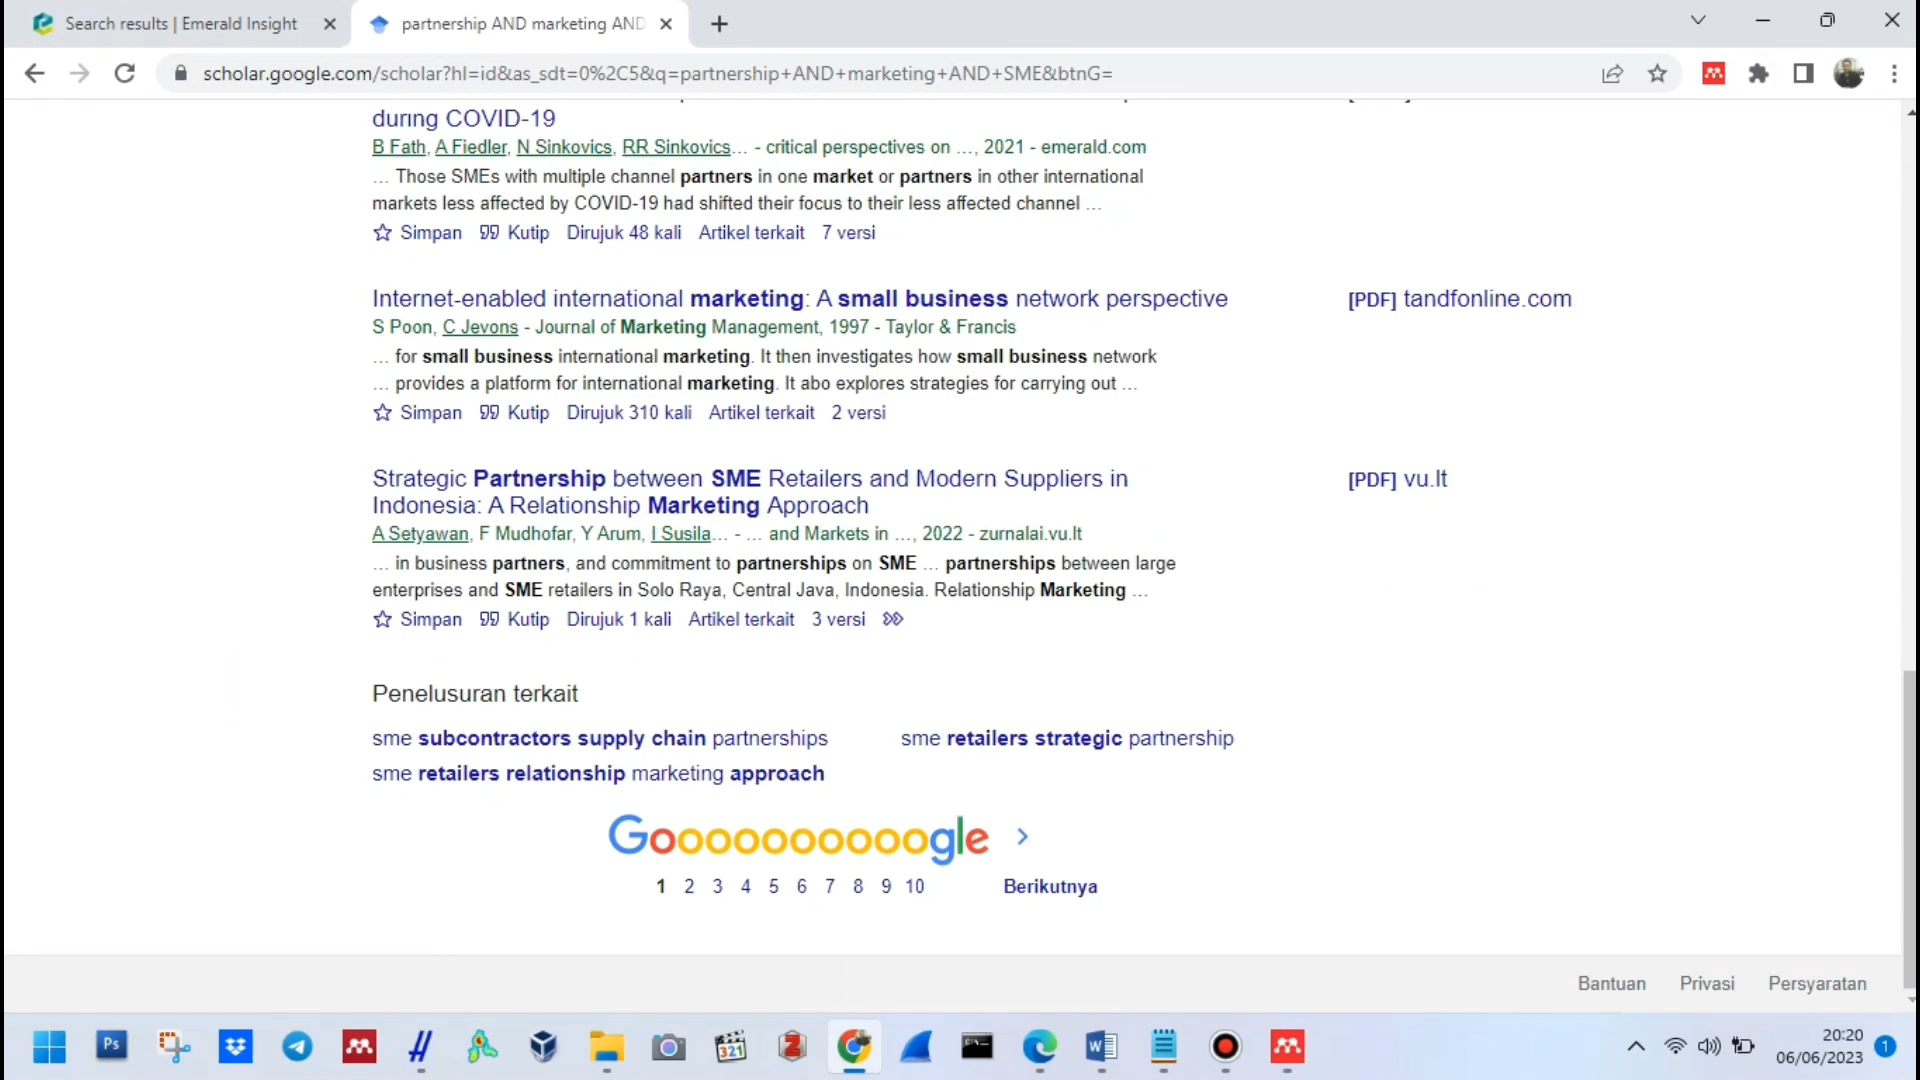 Search results | Emerald Insight
partnership AND marketing AND
scholar.google.com/scholar?hl=id&as_sdt=0%2C5&q=partnership+AND+marketing+AND+SME&btnG=
during COVID-19
B Fath, A Fiedler, N Sinkovics, RR Sinkovics… - critical perspectives on …, 2021 - emerald.com
… Those SMEs with multiple channel partners in one market or partners in other international
markets less affected by COVID-19 had shifted their focus to their less affected channel …
Simpan Kutip Dirujuk 48 kali Artikel terkait 7 versi
Internet-enabled international marketing: A small business network perspective
[PDF] tandfonline.com
S Poon, C Jevons - Journal of Marketing Management, 1997 - Taylor & Francis
… for small business international marketing. It then investigates how small business network
… provides a platform for international marketing. It abo explores strategies for carrying out …
Simpan Kutip Dirujuk 310 kali Artikel terkait 2 versi
Strategic Partnership between SME Retailers and Modern Suppliers in
Indonesia: A Relationship Marketing Approach
[PDF] vu.lt
A Setyawan, F Mudhofar, Y Arum, I Susila… - … and Markets in …, 2022 - zurnalai.vu.lt
… in business partners, and commitment to partnerships on SME … partnerships between large
enterprises and SME retailers in Solo Raya, Central Java, Indonesia. Relationship Marketing …
Simpan Kutip Dirujuk 1 kali Artikel terkait 3 versi
Penelusuran terkait
sme subcontractors supply chain partnerships
sme retailers strategic partnership
sme retailers relationship marketing approach
Goooooooooogle
1 2 3 4 5 6 7 8 9 10 Berikutnya
Bantuan Privasi Persyaratan
Ps
321
20:20
06/06/2023
1